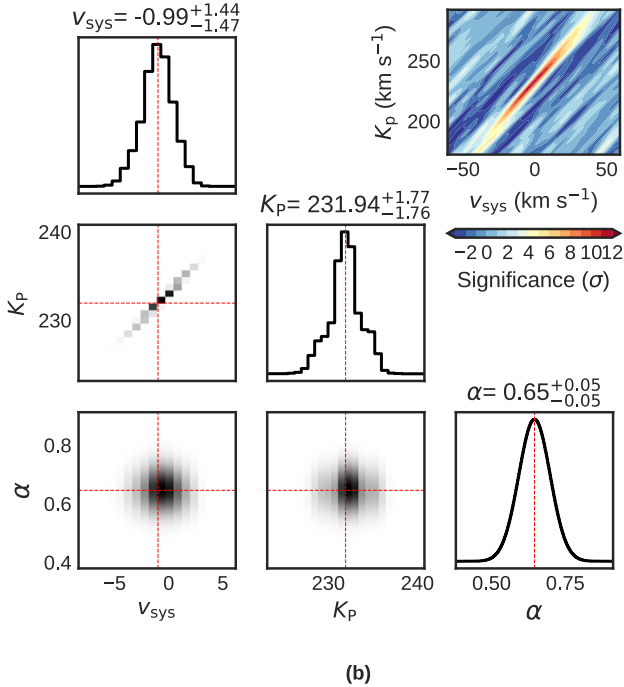 v_sys = -0.99^{+1.44}_{-1.47}
250
200
K_p (km s⁻¹)
−50 0 50
v_sys (km s⁻¹)
−2 0 2 4 6 8 10 12
Significance (σ)
K_P = 231.94^{+1.77}_{-1.76}
240
230
K_P
α = 0.65^{+0.05}_{-0.05}
0.8
0.6
0.4
α
−5 0 5
v_sys
230 240
K_P
0.50 0.75
α
(b)